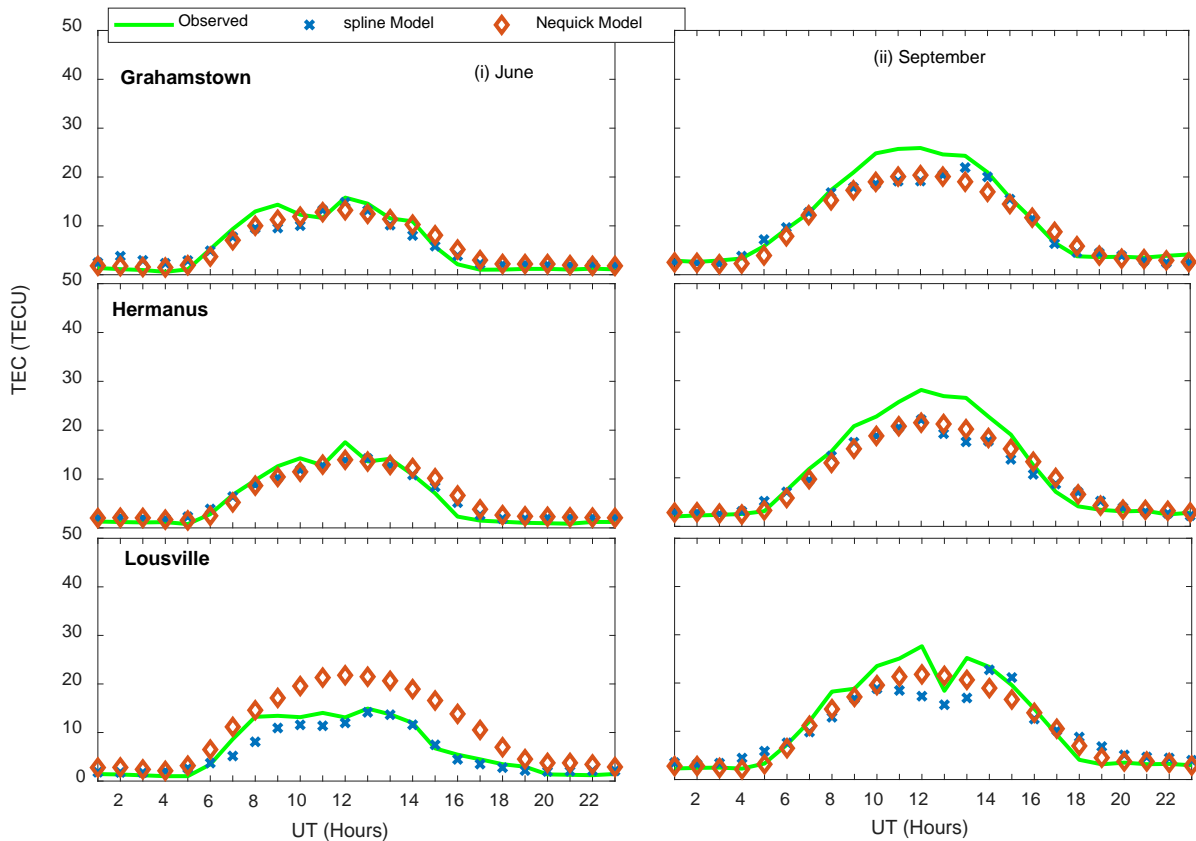 Observed spline Model Nequick Model
(i) June
(ii) September
Grahamstown
50
40
30
20
10
Hermanus
50
40
30
20
10
TEC (TECU)
Lousville
50
40
30
20
10
0
2 4 6 8 10 12 14 16 18 20 22
2 4 6 8 10 12 14 16 18 20 22
UT (Hours)
UT (Hours)